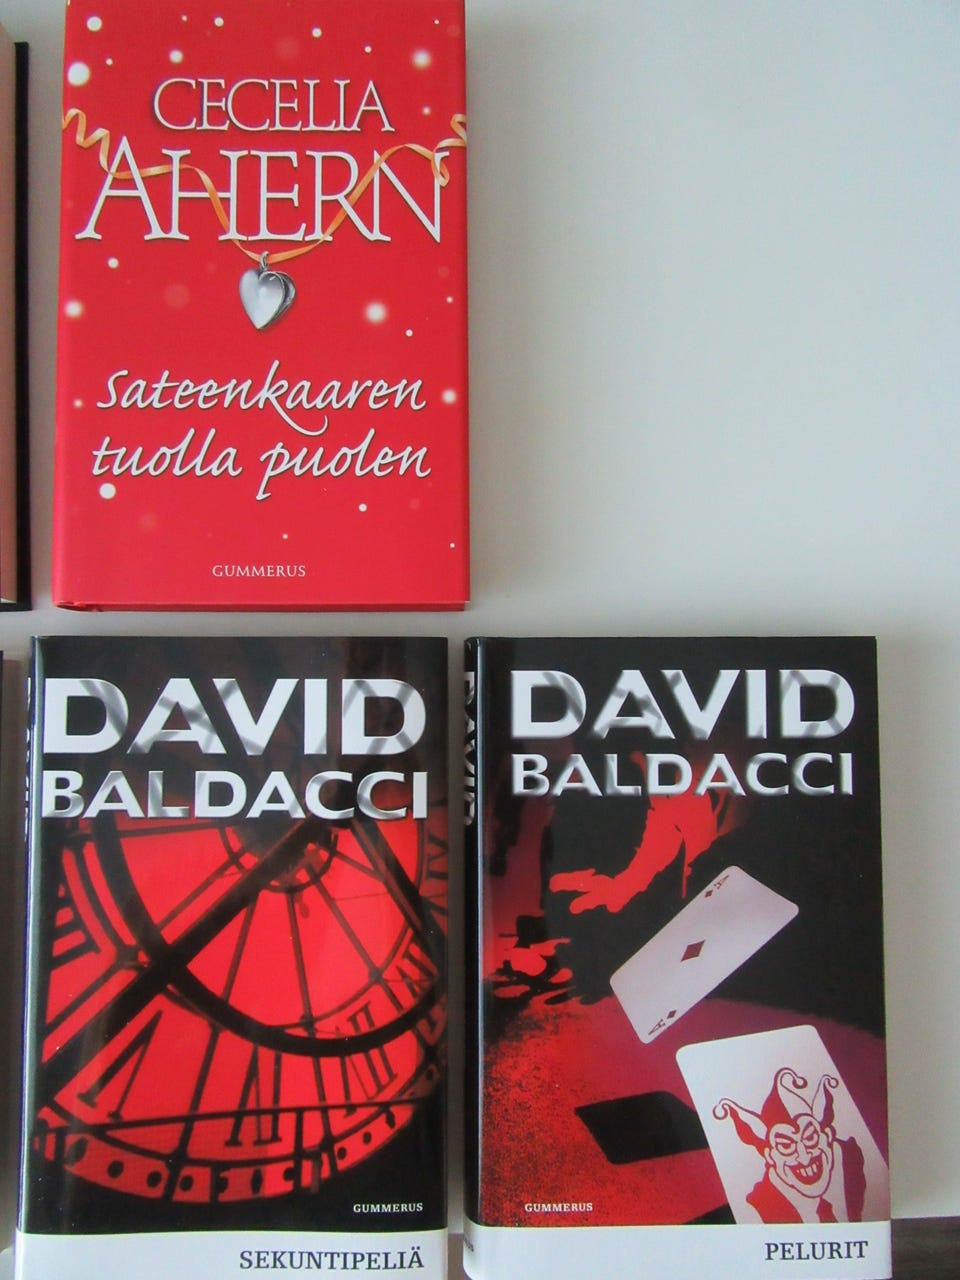 CECELIA
AHERN
sateenkaaren
tuolla puolen
GUMMERUS
DAVID
BALDACCI
GUMMERUS
SEKUNTIPELIÄ
DAVID
BALDACCI
A
A
GUMMERUS
PELURIT